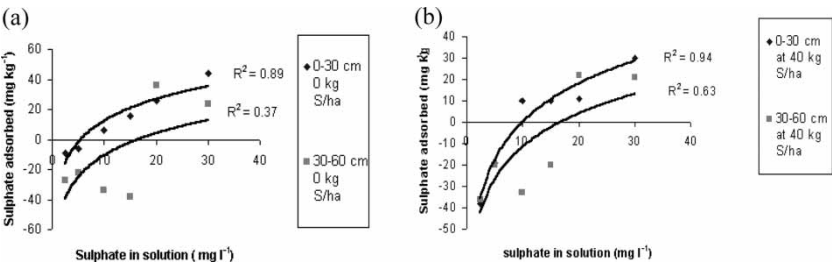 (a)
60
40
20
0
-20
-40
-60
0 10 20 30 40
Sulphate adsorbed (mg kg⁻¹)
Sulphate in solution ( mg l⁻¹)
R² = 0.89
R² = 0.37
0-30 cm
0 kg
S/ha
30-60 cm
0 kg
S/ha
(b)
40
30
20
10
0
-10
-20
-30
-40
-50
0 10 20 30 40
Sulphate adsorbed (mg
sulphate in solution (mg l⁻¹)
R² = 0.94
R² = 0.63
0-30 cm
at 40 kg
S/ha
30-60 cm
at 40 kg
S/ha